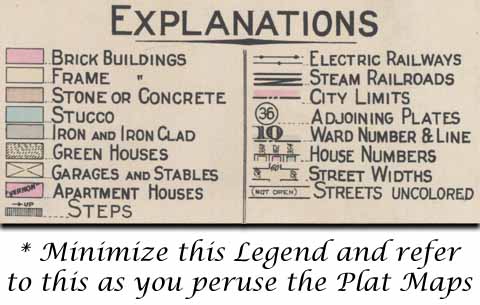 EXPLANATIONS
BRICK BUILDINGS
FRAME "
STONE OR CONCRETE
STUCCO
IRON AND IRON CLAD
GREEN HOUSES
GARAGES AND STABLES
"VERNON" APARTMENT HOUSES
UP STEPS
ELECTRIC RAILWAYS
STEAM RAILROADS
CITY LIMITS
36 ADJOINING PLATES
10 WARD NUMBER & LINE
HOUSE NUMBERS
STREET WIDTHS
(NOT OPEN) STREETS UNCOLORED
* Minimize this Legend and refer
to this as you peruse the Plat Maps